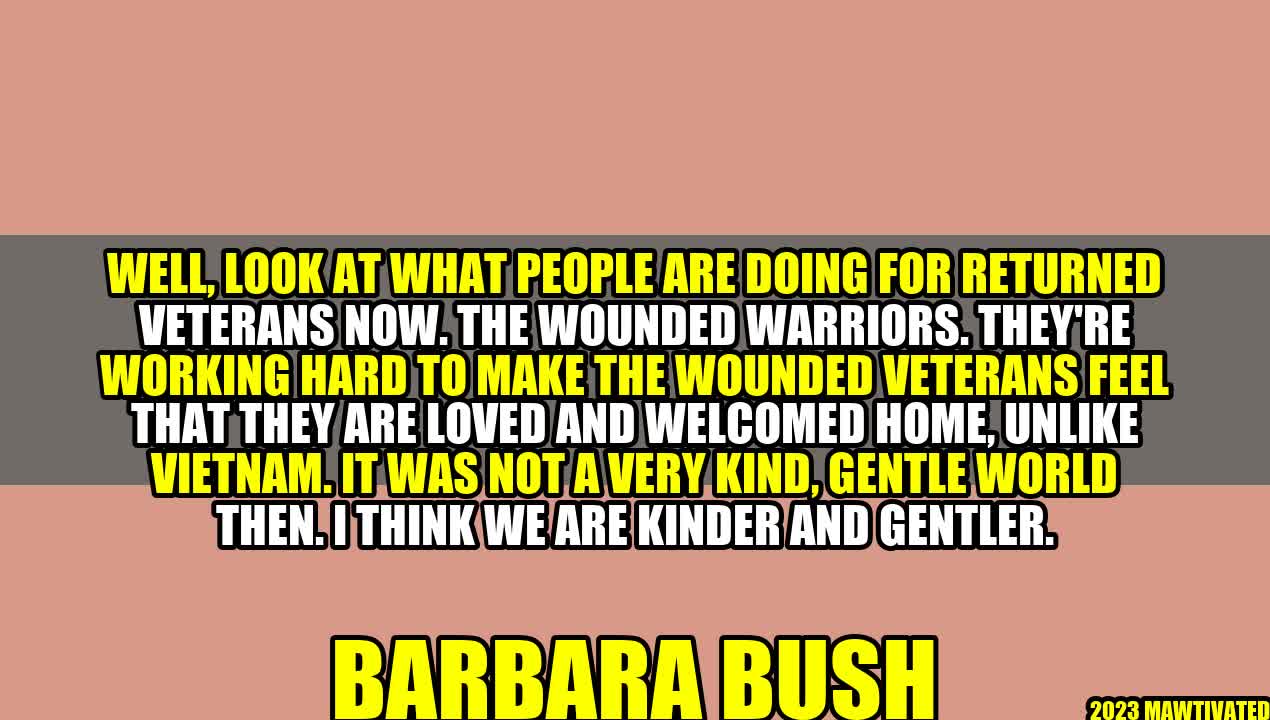 WELL, LOOK AT WHAT PEOPLE ARE DOING FOR RETURNED
VETERANS NOW. THE WOUNDED WARRIORS. THEY'RE
WORKING HARD TO MAKE THE WOUNDED VETERANS FEEL
THAT THEY ARE LOVED AND WELCOMED HOME, UNLIKE
VIETNAM. IT WAS NOT A VERY KIND, GENTLE WORLD
THEN. I THINK WE ARE KINDER AND GENTLER.
BARBARA BUSH
2023 MAWTIVATED